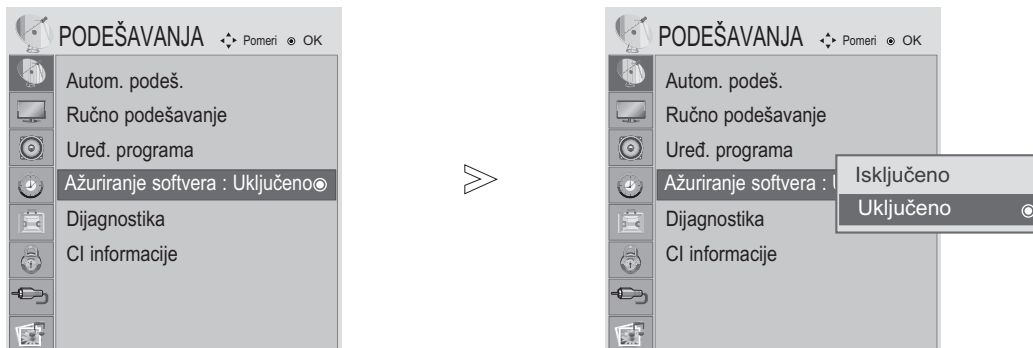 PODEŠAVANJA Pomeri OK
Autom. podeš.
Ručno podešavanje
Uređ. programa
Ažuriranje softvera : Uključeno
Dijagnostika
CI informacije
PODEŠAVANJA Pomeri OK
Autom. podeš.
Ručno podešavanje
Uređ. programa
Ažuriranje softvera :
Dijagnostika
CI informacije
Isključeno
Uključeno